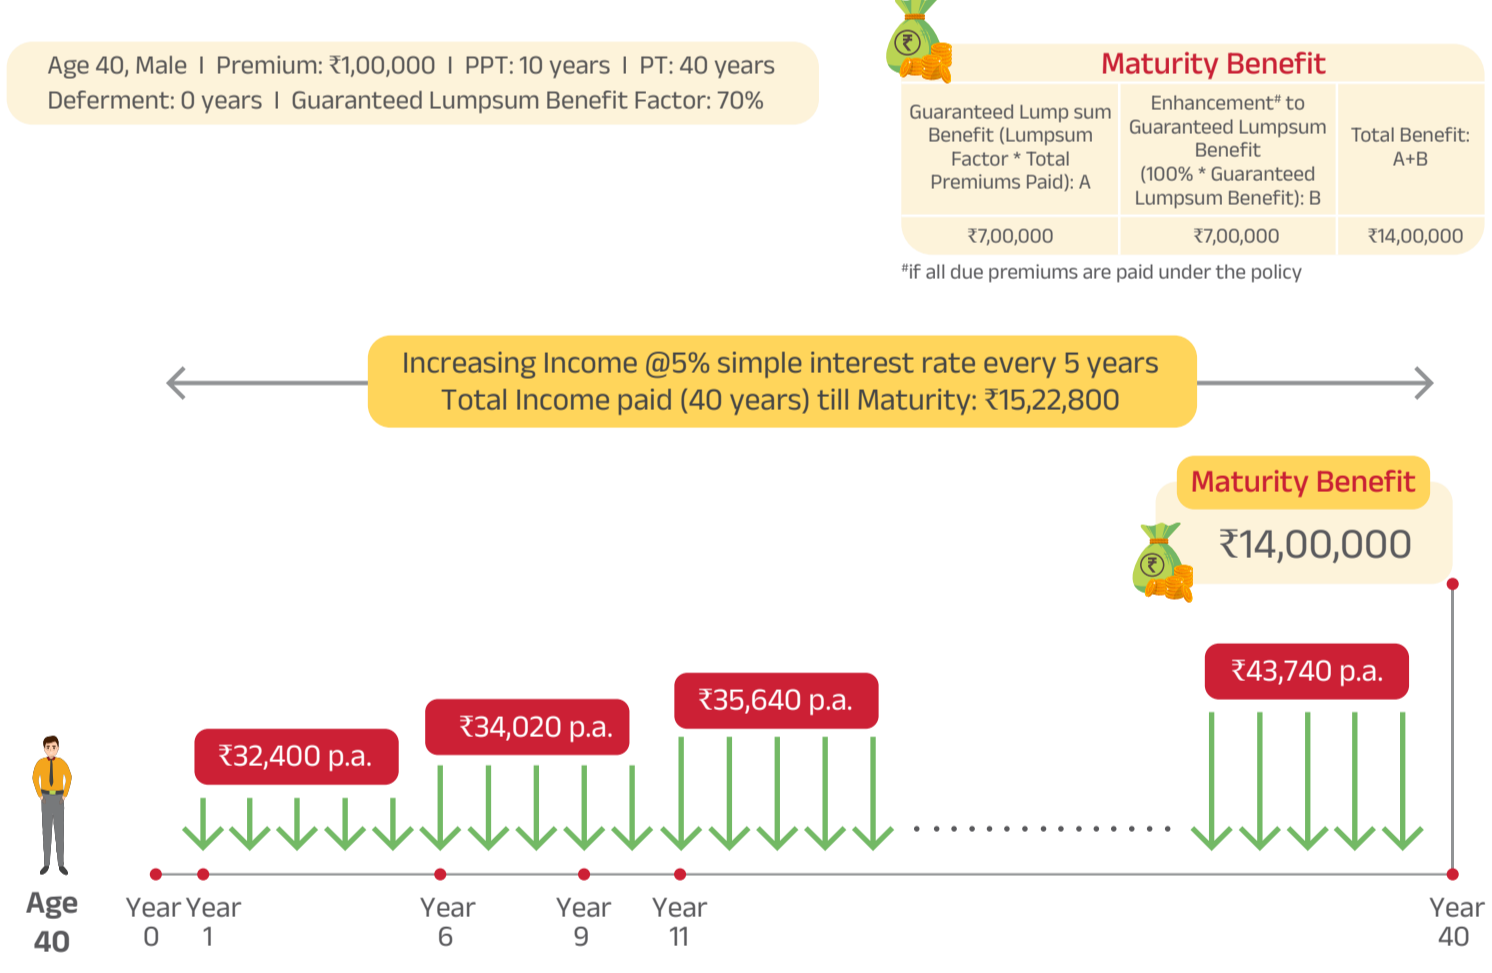 Age 40, Male I Premium: ₹1,00,000 I PPT: 10 years I PT: 40 years
Deferment: 0 years I Guaranteed Lumpsum Benefit Factor: 70%
₹
Maturity Benefit
Guaranteed Lump sum
Benefit (Lumpsum
Factor * Total
Premiums Paid): A
Enhancement# to
Guaranteed Lumpsum
Benefit
(100% * Guaranteed
Lumpsum Benefit): B
Total Benefit:
A+B
₹7,00,000
₹7,00,000
₹14,00,000
#if all due premiums are paid under the policy
Increasing Income @5% simple interest rate every 5 years
Total Income paid (40 years) till Maturity: ₹15,22,800
Maturity Benefit
₹14,00,000
₹
₹32,400 p.a.
₹34,020 p.a.
₹35,640 p.a.
₹43,740 p.a.
Age
40
Year
0
Year
1
Year
6
Year
9
Year
11
Year
40